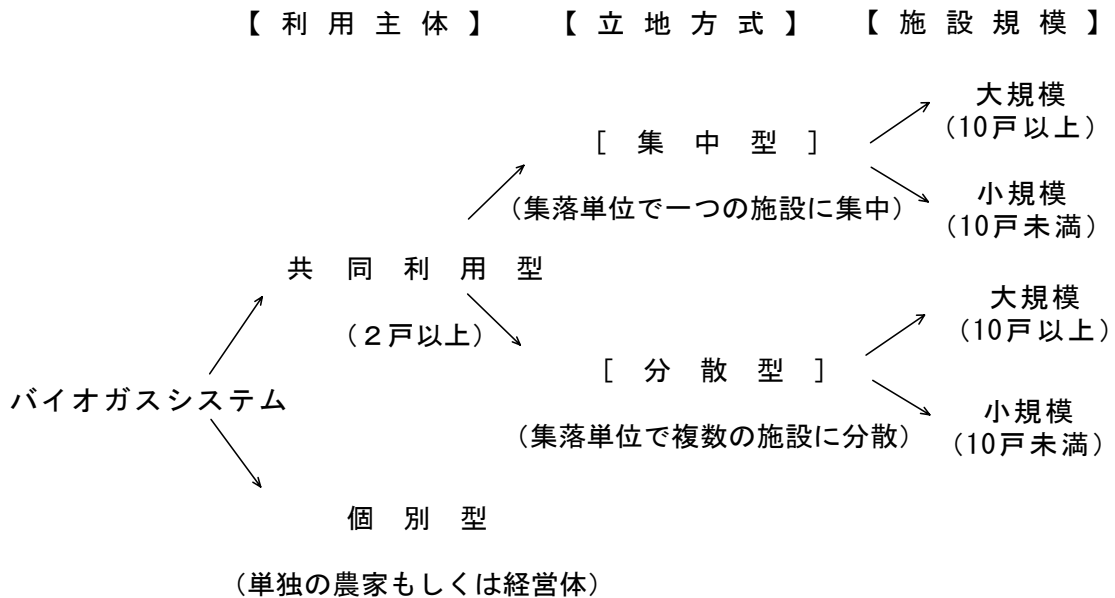 【利用主体】 【立地方式】 【施設規模】
大規模
(10戸以上)
[集中型]
小規模
(集落単位で一つの施設に集中)
(10戸未満)
共同利用型
大規模
(10戸以上)
(２戸以上)
[分散型]
バイオガスシステム
小規模
(集落単位で複数の施設に分散)
(10戸未満)
個別型
(単独の農家もしくは経営体)